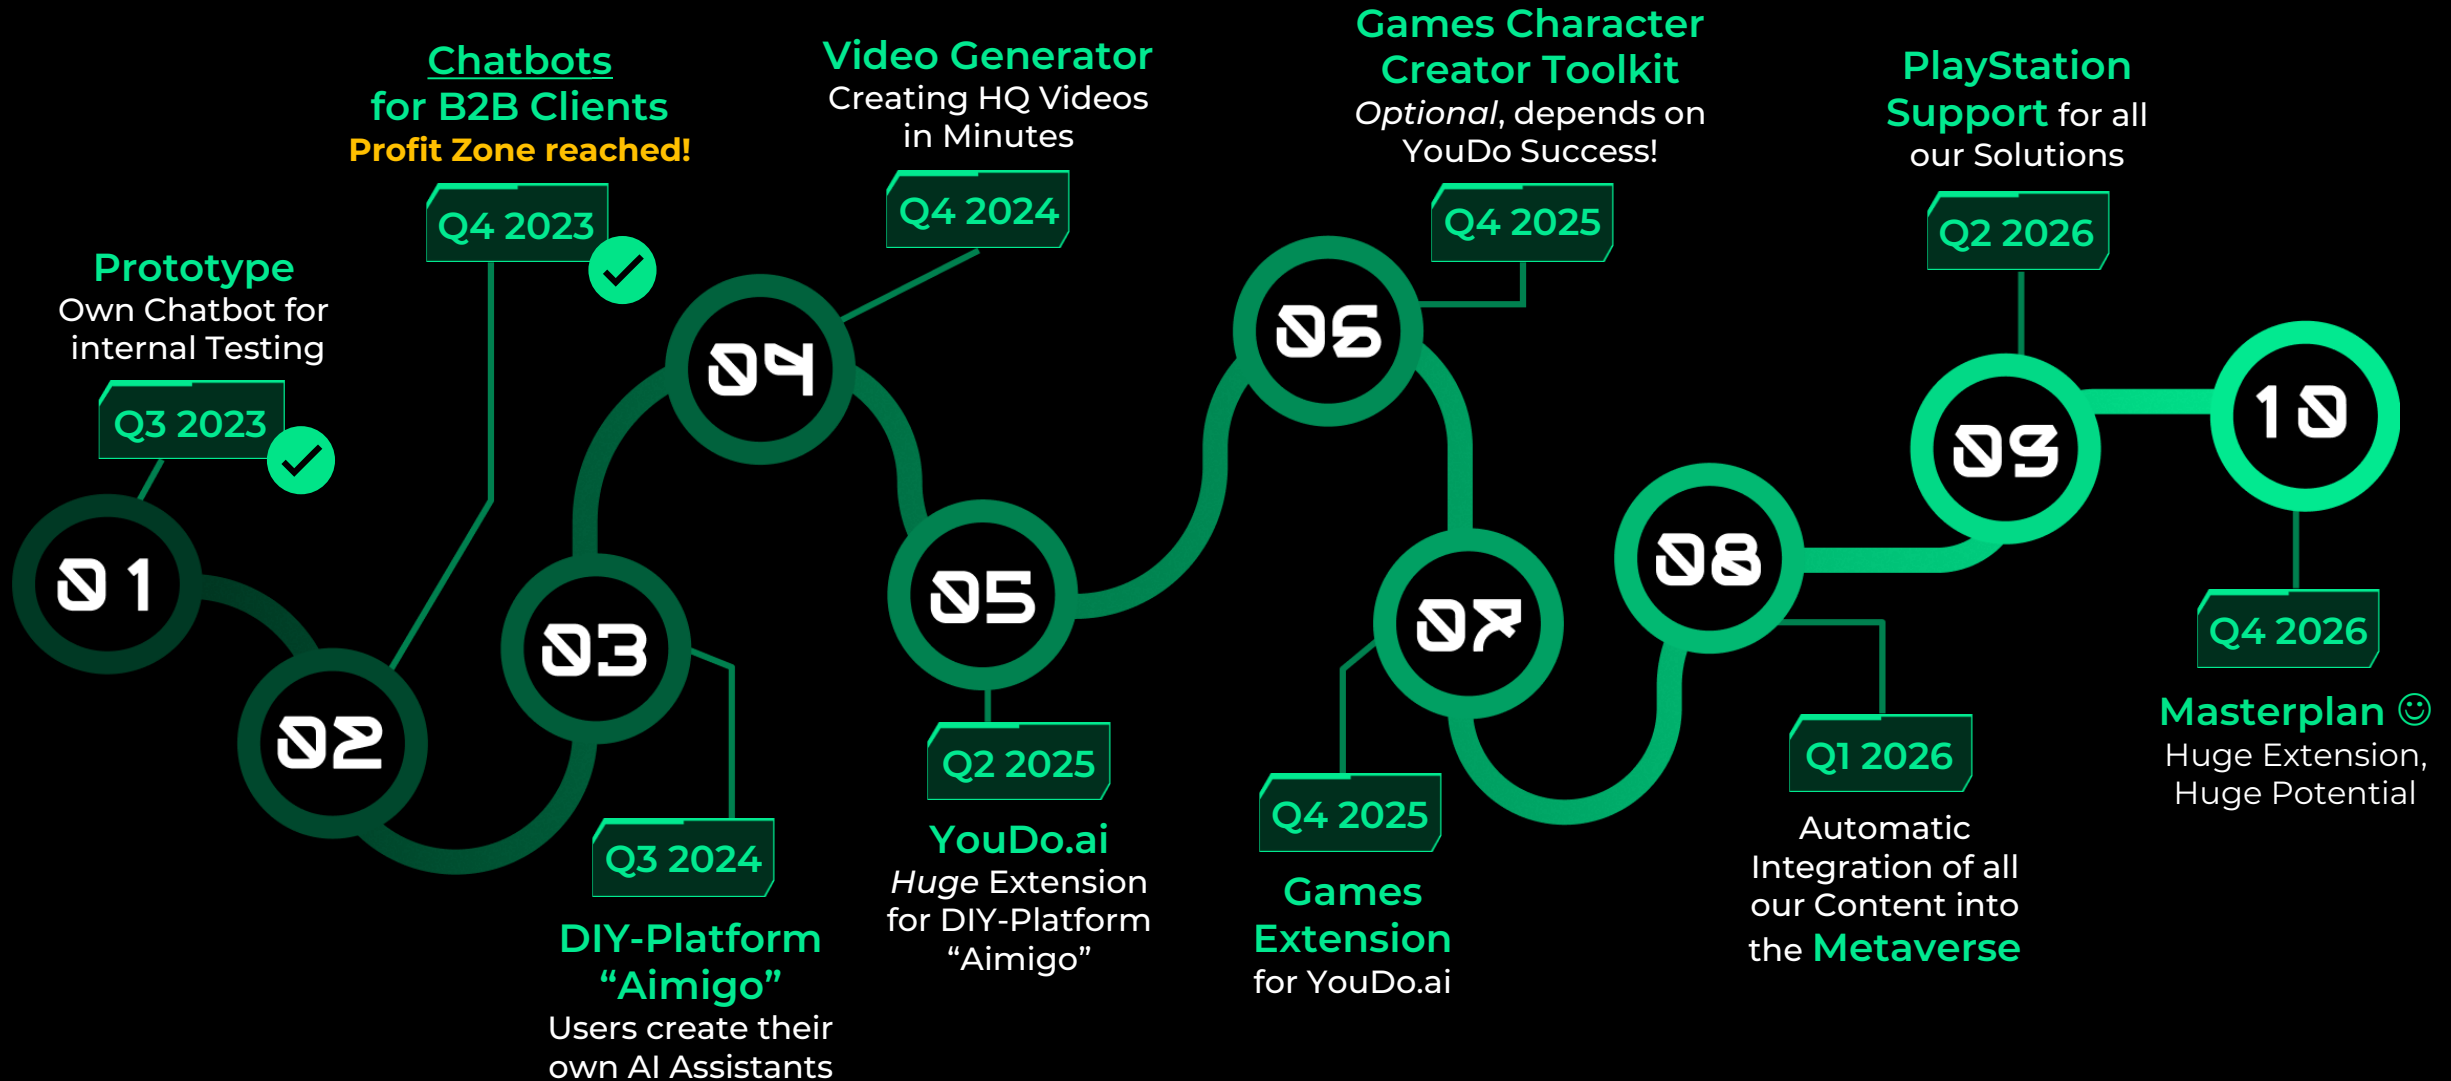 Prototype
Own Chatbot for
internal Testing
Q3 2023
01
Chatbots
for B2B Clients
Profit Zone reached!
Q4 2023
02
03
Q3 2024
DIY-Platform
“Aimigo”
Users create their
own AI Assistants
Video Generator
Creating HQ Videos
in Minutes
Q4 2024
04
05
Q2 2025
YouDo.ai
Huge Extension
for DIY-Platform
“Aimigo”
Games Character
Creator Toolkit
Optional, depends on
YouDo Success!
Q4 2025
06
07
Q4 2025
Games
Extension
for YouDo.ai
08
Q1 2026
Automatic
Integration of all
our Content into
the Metaverse
PlayStation
Support for all
our Solutions
Q2 2026
09
10
Q4 2026
Masterplan ☺
Huge Extension,
Huge Potential